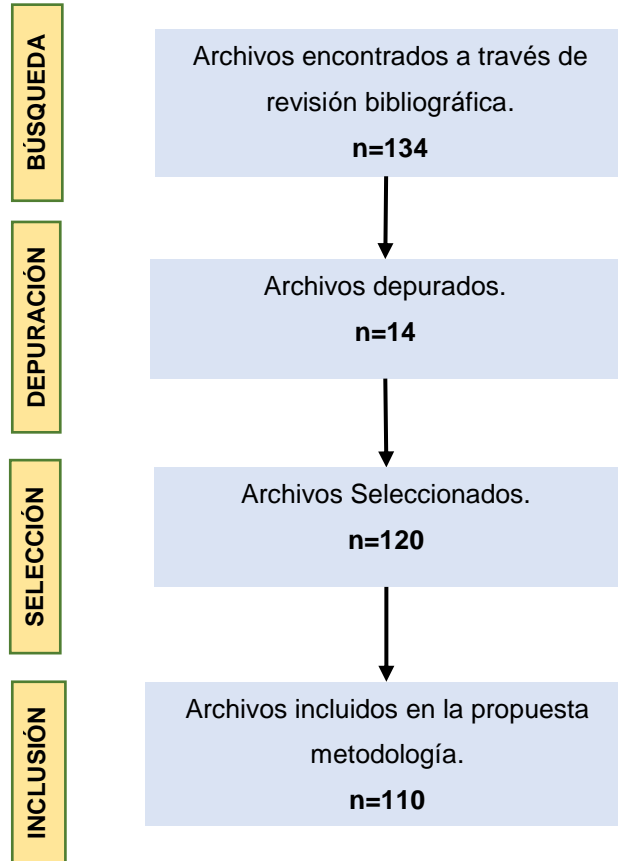 BÚSQUEDA
Archivos encontrados a través de
revisión bibliográfica.
n=134
DEPURACIÓN
Archivos depurados.
n=14
SELECCIÓN
Archivos Seleccionados.
n=120
INCLUSIÓN
Archivos incluidos en la propuesta
metodología.
n=110